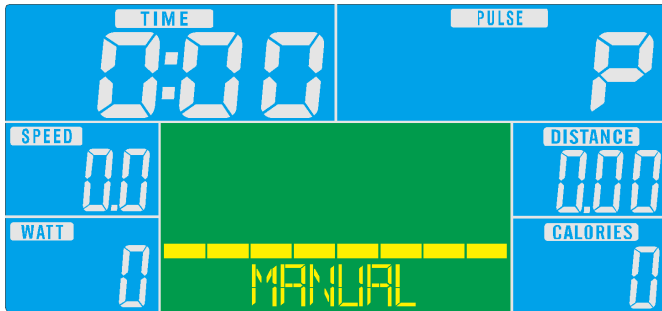 TIME
0:00
PULSE
P
SPEED
0.0
DISTANCE
0.00
WATT
0
CALORIES
0
MANUAL